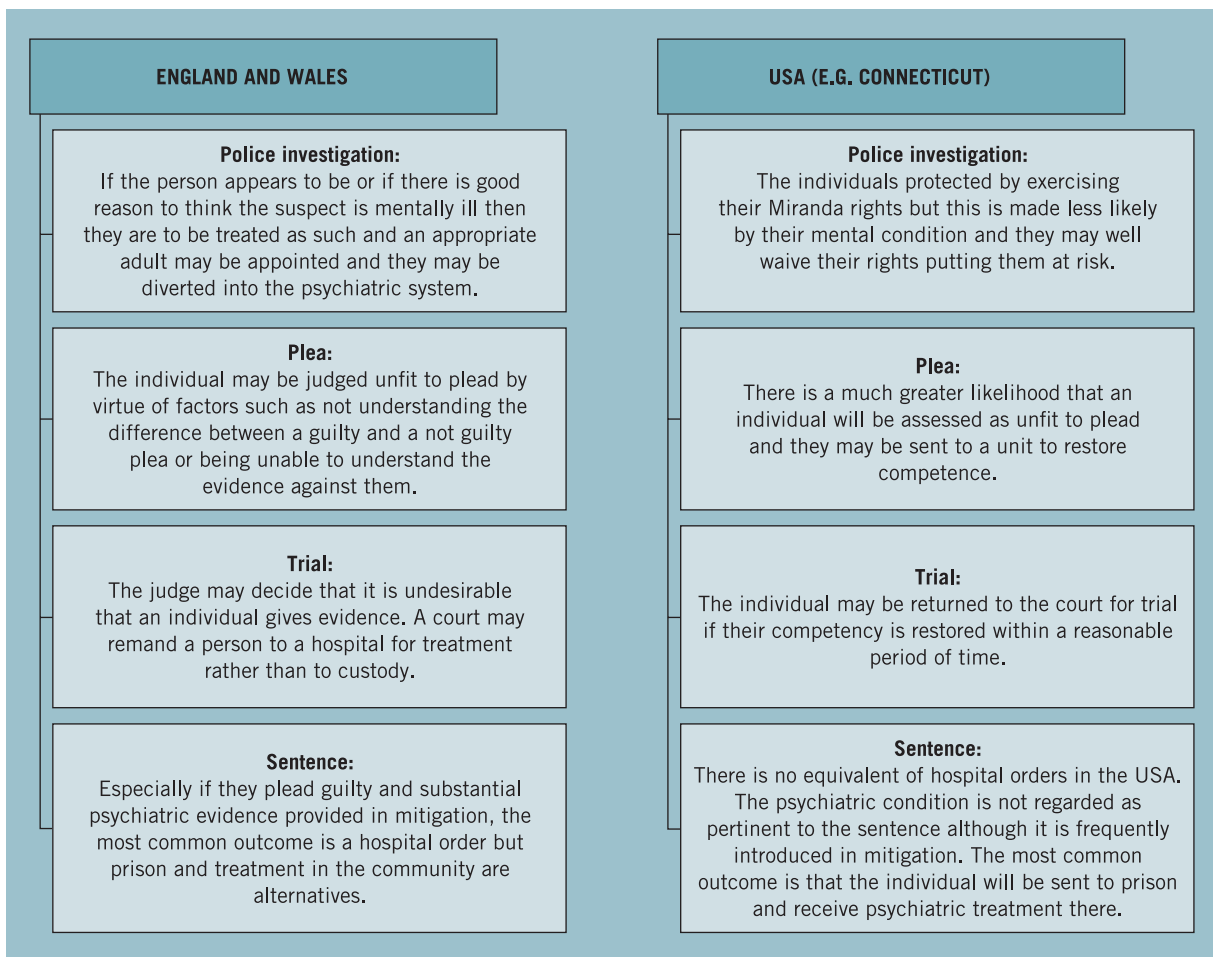 ENGLAND AND WALES
Police investigation:
If the person appears to be or if there is good
reason to think the suspect is mentally ill then
they are to be treated as such and an appropriate
adult may be appointed and they may be
diverted into the psychiatric system.
Plea:
The individual may be judged unfit to plead by
virtue of factors such as not understanding the
difference between a guilty and a not guilty
plea or being unable to understand the
evidence against them.
Trial:
The judge may decide that it is undesirable
that an individual gives evidence. A court may
remand a person to a hospital for treatment
rather than to custody.
Sentence:
Especially if they plead guilty and substantial
psychiatric evidence provided in mitigation, the
most common outcome is a hospital order but
prison and treatment in the community are
alternatives.
USA (E.G. CONNECTICUT)
Police investigation:
The individuals protected by exercising
their Miranda rights but this is made less likely
by their mental condition and they may well
waive their rights putting them at risk.
Plea:
There is a much greater likelihood that an
individual will be assessed as unfit to plead
and they may be sent to a unit to restore
competence.
Trial:
The individual may be returned to the court for trial
if their competency is restored within a reasonable
period of time.
Sentence:
There is no equivalent of hospital orders in the USA.
The psychiatric condition is not regarded as
pertinent to the sentence although it is frequently
introduced in mitigation. The most common
outcome is that the individual will be sent to prison
and receive psychiatric treatment there.